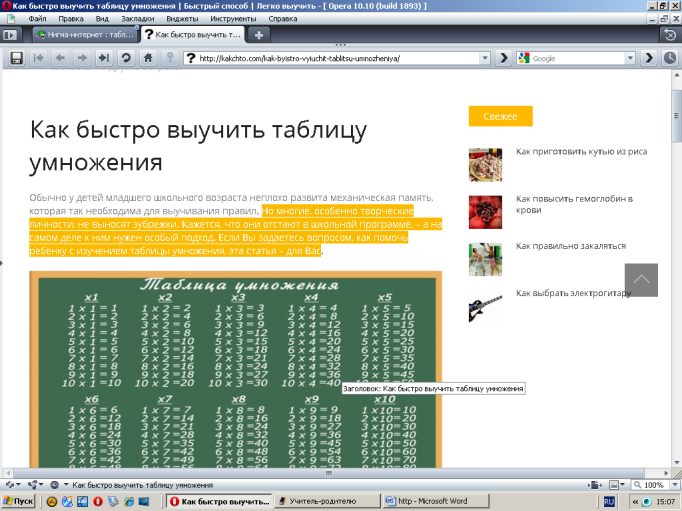 Как быстро выучить таблицу умножения | Быстрый способ | Легко выучить - [ Opera 10.10 (build 1893) ]
Файл Правка Вид Закладки Виджеты Инструменты Справка
Нигма-интернет : табл... Как быстро выучить т...
http://kakchto.com/kak-byistro-vyiuchit-tablitsu-umnozheniya/ Google
Как быстро выучить таблицу
умножения
Обычно у детей младшего школьного возраста неплохо развита механическая память,
которая так необходима для выучивания правил. Но многие, особенно творческие
личности, не выносят зубрежки. Кажется, что они отстают в школьной программе, - а на
самом деле к ним нужен особый подход. Если Вы задаетесь вопросом, как помочь
ребенку с изучением таблицы умножения, эта статья – для Вас.
Свежее
Как приготовить кутью из риса
Как повысить гемоглобин в
крови
Как правильно закаляться
Как выбрать электрогитару
Таблица умножения
x1 x2 x3 x4 x5
1 x 1 = 1 1 x 2 = 2 1 x 3 = 3 1 x 4 = 4 1 x 5 = 5
2 x 1 = 2 2 x 2 = 4 2 x 3 = 6 2 x 4 = 8 2 x 5 = 10
3 x 1 = 3 3 x 2 = 6 3 x 3 = 9 3 x 4 = 12 3 x 5 = 15
4 x 1 = 4 4 x 2 = 8 4 x 3 = 12 4 x 4 = 16 4 x 5 = 20
5 x 1 = 5 5 x 2 = 10 5 x 3 = 15 5 x 4 = 20 5 x 5 = 25
6 x 1 = 6 6 x 2 = 12 6 x 3 = 18 6 x 4 = 24 6 x 5 = 30
7 x 1 = 7 7 x 2 = 14 7 x 3 = 21 7 x 4 = 28 7 x 5 = 35
8 x 1 = 8 8 x 2 = 16 8 x 3 = 24 8 x 4 = 32 8 x 5 = 40
9 x 1 = 9 9 x 2 = 18 9 x 3 = 27 9 x 4 = 36 9 x 5 = 45
10 x 1 = 10 10 x 2 = 20 10 x 3 = 30 10 x 4 = 40
Заголовок: Как быстро выучить таблицу умножения
x6 x7 x8 x9 x10
1 x 6 = 6 1 x 7 = 7 1 x 8 = 8 1 x 9 = 9 1 x 10 = 10
2 x 6 = 12 2 x 7 = 14 2 x 8 = 16 2 x 9 = 18 2 x 10 = 20
3 x 6 = 18 3 x 7 = 21 3 x 8 = 24 3 x 9 = 27 3 x 10 = 30
4 x 6 = 24 4 x 7 = 28 4 x 8 = 32 4 x 9 = 36 4 x 10 = 40
5 x 6 = 30 5 x 7 = 35 5 x 8 = 40 5 x 9 = 45 5 x 10 = 50
6 x 6 = 36 6 x 7 = 42 6 x 8 = 48 6 x 9 = 54 6 x 10 = 60
7 x 6 = 42 7 x 7 = 49 7 x 8 = 56 7 x 9 = 63 7 x 10 = 70
Как быстро выучить таблицу умножения 100%
Пуск Как быстро выучить... Учитель-родителю http - Microsoft Word RU 15:07